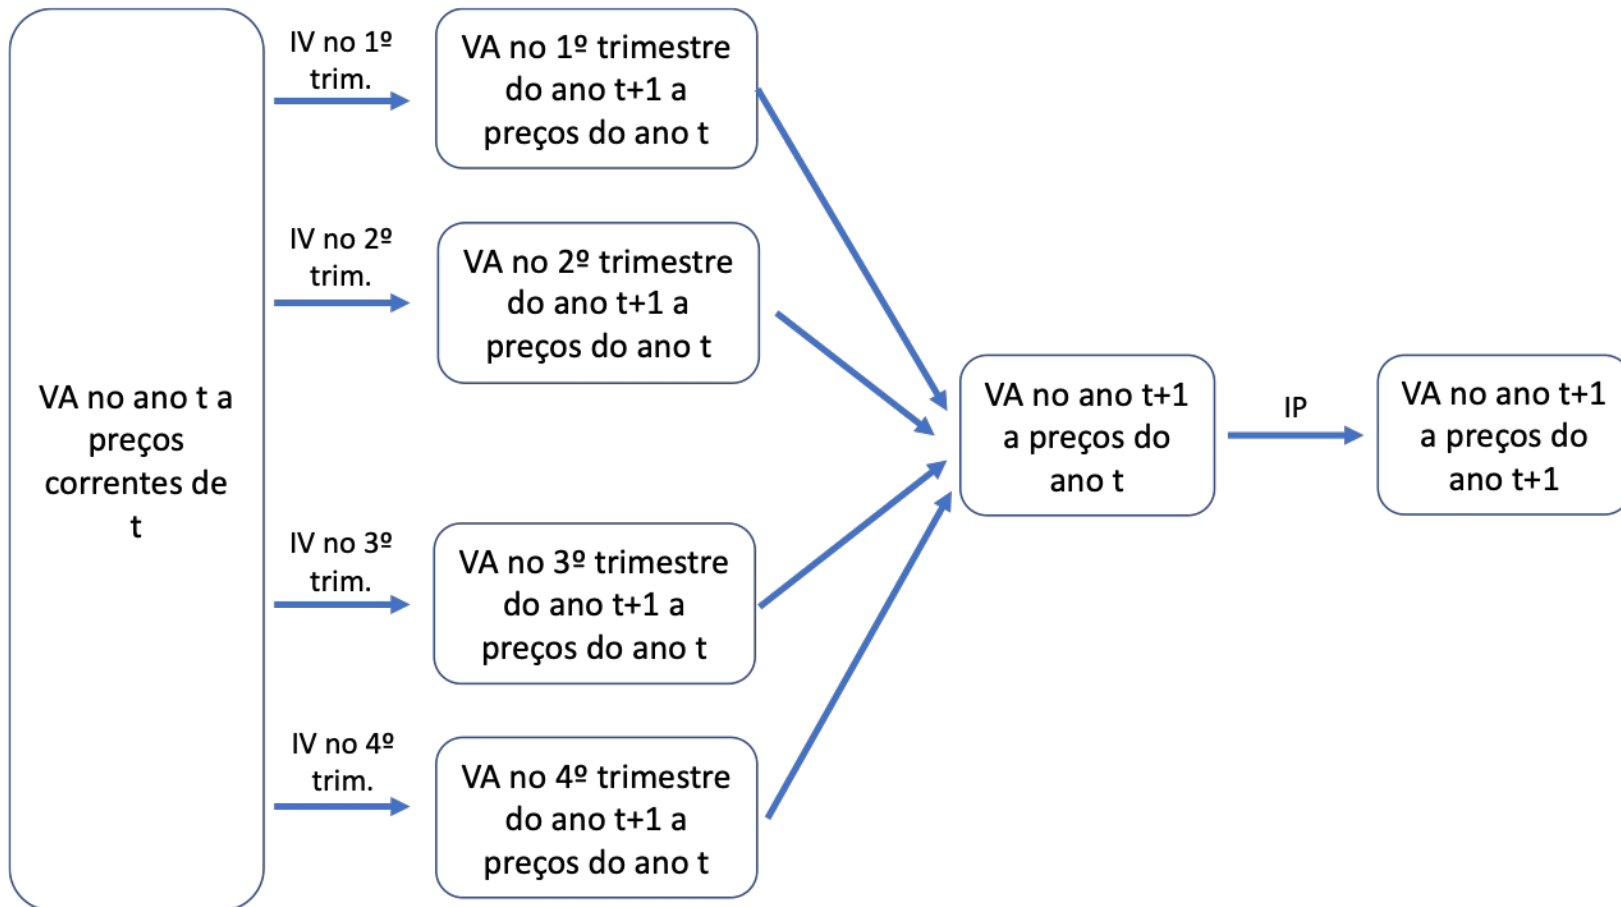 VA no ano t a
preços
correntes de
t
IV no 1º
trim.
VA no 1º trimestre
do ano t+1 a
preços do ano t
IV no 2º
trim.
VA no 2º trimestre
do ano t+1 a
preços do ano t
IV no 3º
trim.
VA no 3º trimestre
do ano t+1 a
preços do ano t
IV no 4º
trim.
VA no 4º trimestre
do ano t+1 a
preços do ano t
VA no ano t+1
a preços do
ano t
IP
VA no ano t+1
a preços do
ano t+1